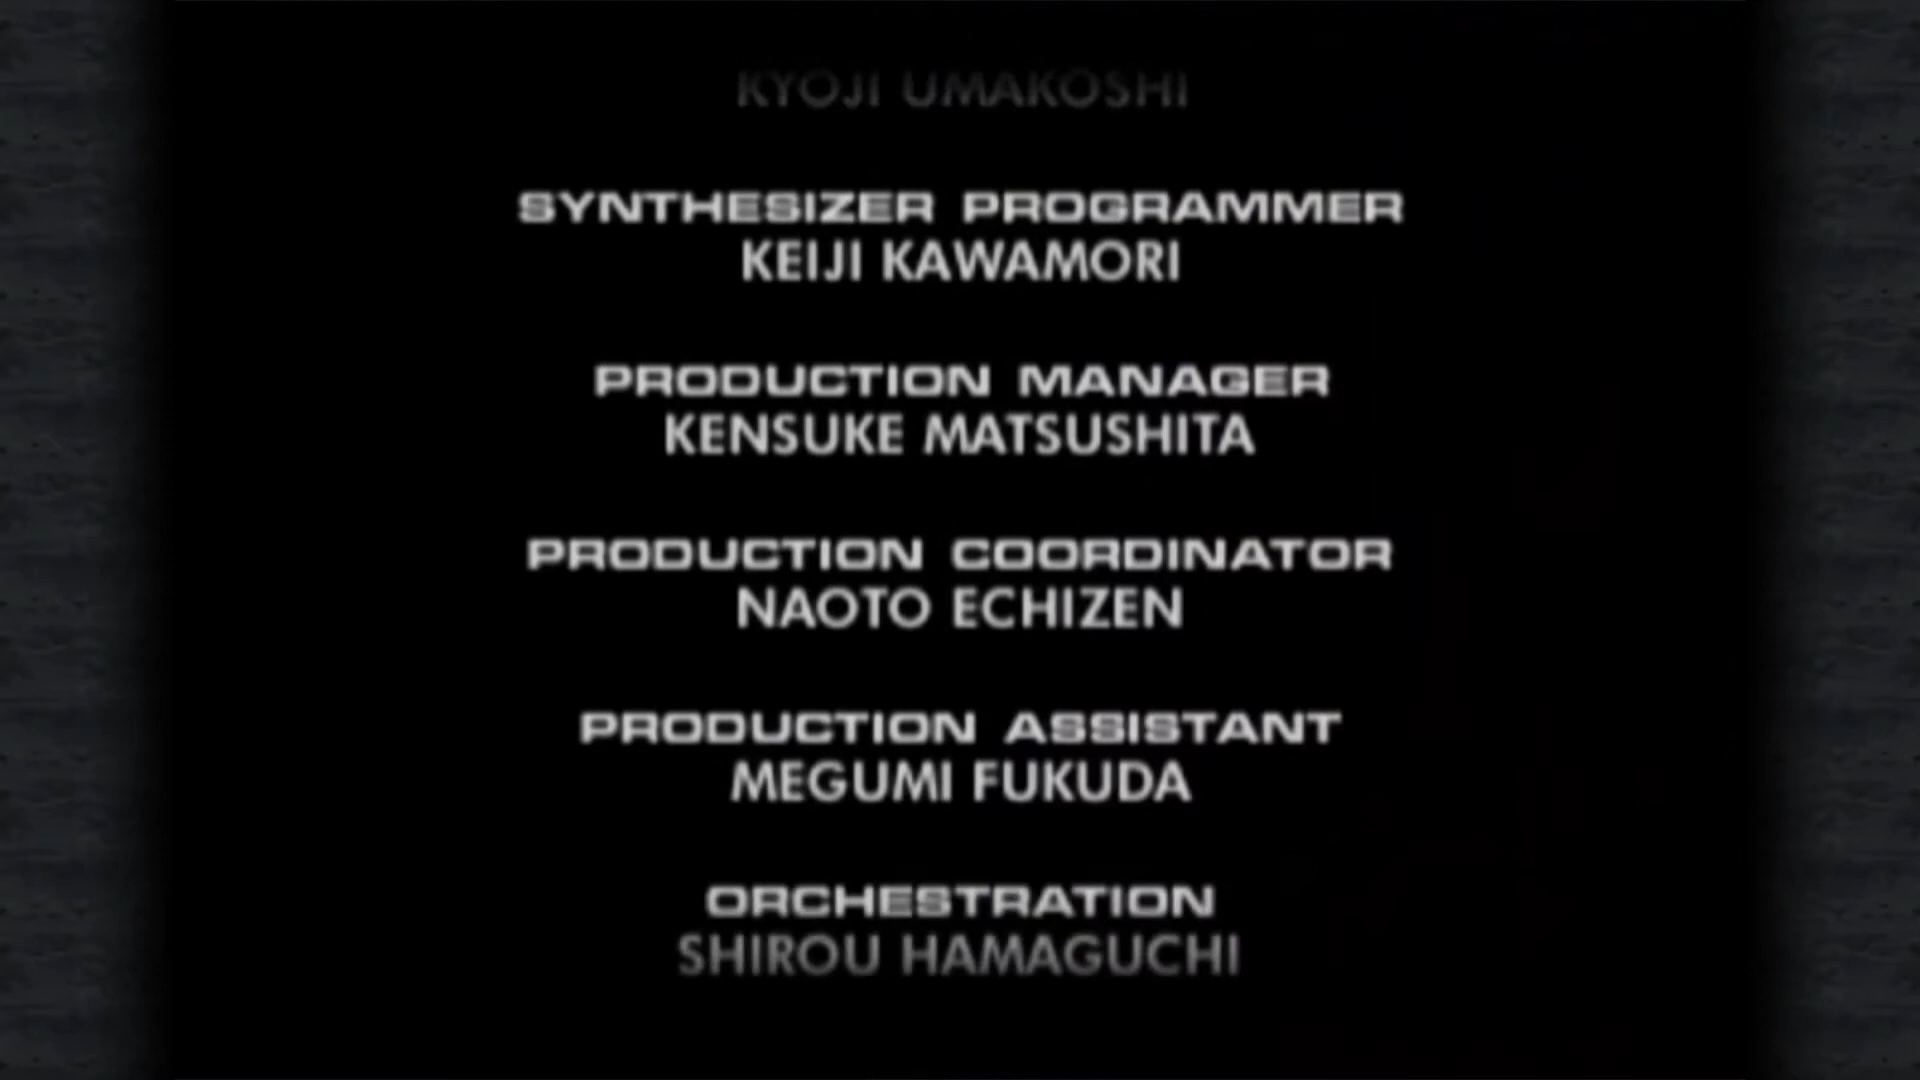 KYOJI UMAKOSHI
SYNTHESIZER PROGRAMMER
KEIJI KAWAMORI
PRODUCTION MANAGER
KENSUKE MATSUSHITA
PRODUCTION COORDINATOR
NAOTO ECHIZEN
PRODUCTION ASSISTANT
MEGUMI FUKUDA
ORCHESTRATION
SHIROU HAMAGUCHI